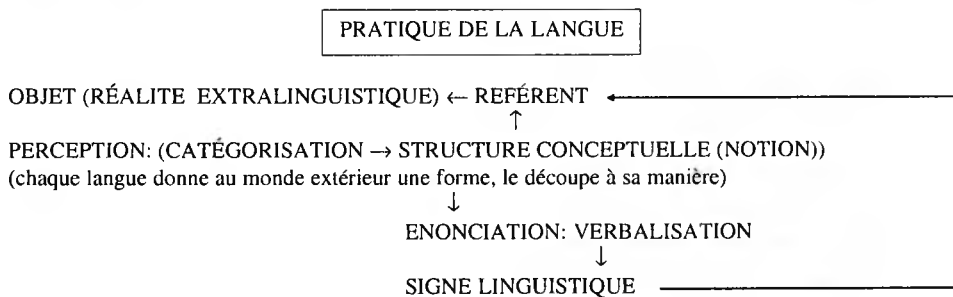 PRATIQUE DE LA LANGUE
OBJET (RÉALITE EXTRALINGUISTIQUE) ← REFÉRENT ←
↑
PERCEPTION: (CATÉGORISATION → STRUCTURE CONCEPTUELLE (NOTION))
(chaque langue donne au monde extérieur une forme, le découpe à sa manière)
↓
ENONCIATION: VERBALISATION
↓
SIGNE LINGUISTIQUE